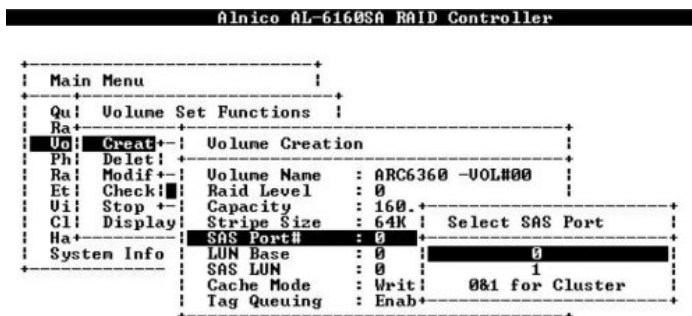 Alnico AL-6160SA RAID Controller
Main Menu
Qu
Volume Set Functions
Ra
Vo
Creat
Volume Creation
Ph
Delet
Ra
Modif
Volume Name : ARC6360 -VOL#00
Et
Check
Raid Level : 0
Vi
Stop
Capacity : 160.
Cl
Display
Stripe Size : 64K
Select SAS Port
Ha
SAS Port# : 0
System Info
LUN Base : 0
0
SAS LUN : 0
1
Cache Mode : Writ
0&1 for Cluster
Tag Queuing : Enab